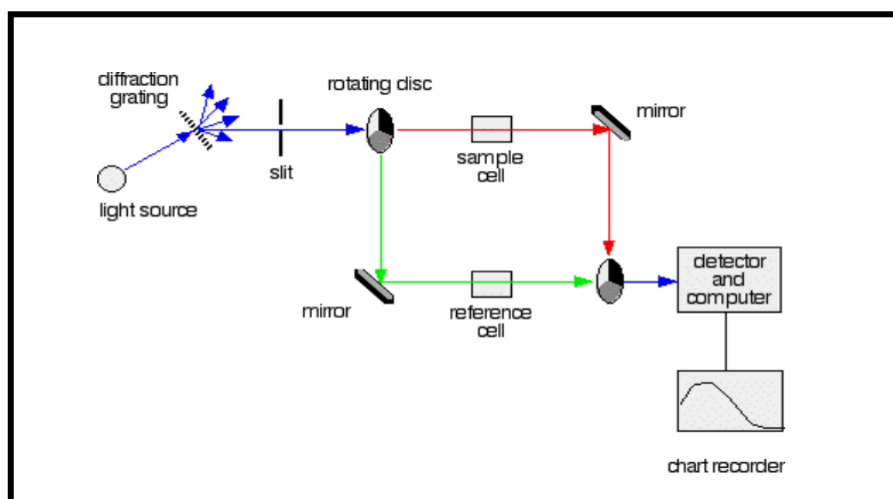 diffraction
grating
rotating disc
mirror
slit
sample
cell
light source
detector
and
computer
mirror
reference
cell
chart recorder